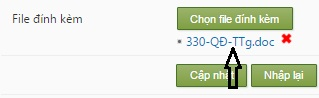 File đính kèm
Chọn file đính kèm
330-QĐ-TTg.doc
Cập nhật
Nhập lại